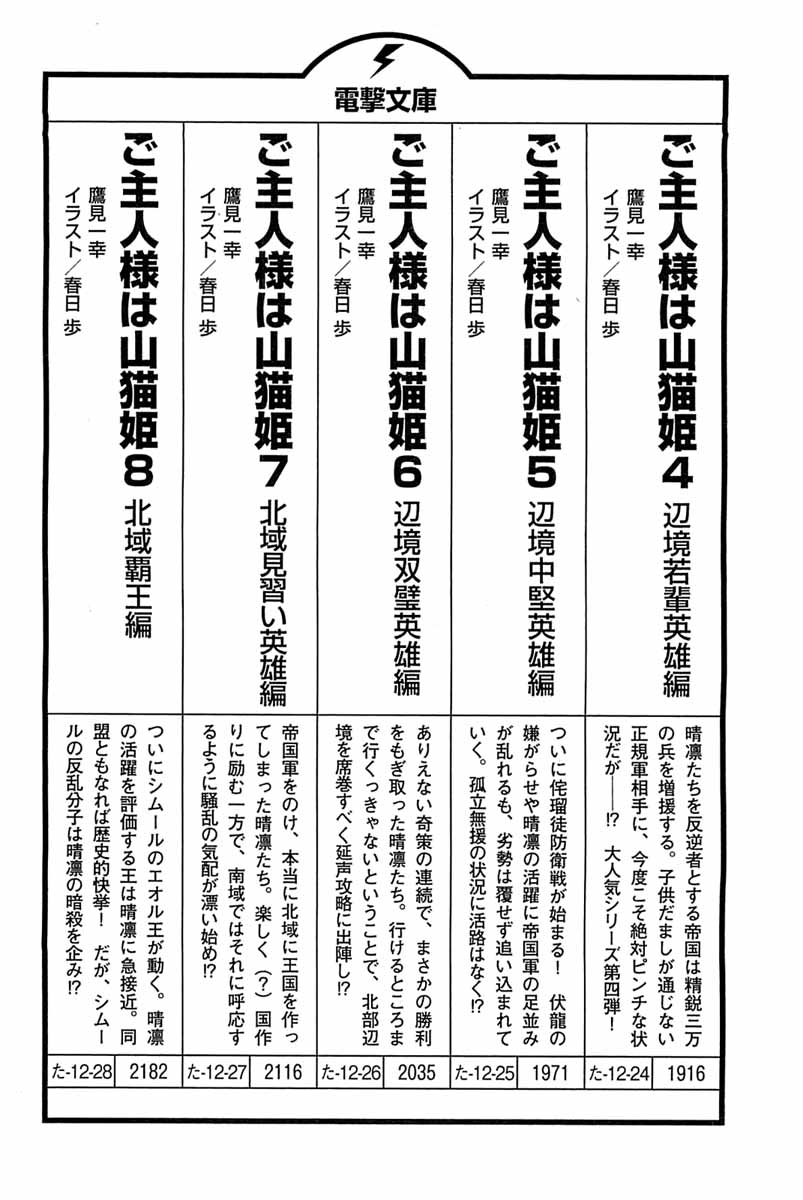 電撃文庫
ご主人様は山猫姫4 辺境若輩英雄編
鷹見一幸
イラスト/春日 歩
晴凛たちを反逆者とする帝国は精鋭三万
の兵を増援する。子供だましが通じない
正規軍相手に、今度こそ絶対ピンチな状
況だが――!? 大人気シリーズ第四弾!
た-12-24
1916
ご主人様は山猫姫5 辺境中堅英雄編
鷹見一幸
イラスト/春日 歩
ついに侘瑠徒防衛戦が始まる! 伏龍の
嫌がらせや晴凛の活躍に帝国軍の足並み
が乱れるも、劣勢は覆せず追い込まれて
いく。孤立無援の状況に活路はなく!?
た-12-25
1971
ご主人様は山猫姫6 辺境双璧英雄編
鷹見一幸
イラスト/春日 歩
ありえない奇策の連続で、まさかの勝利
をもぎ取った晴凛たち。行けるところま
で行くっきゃないということで、北部辺
境を席巻すべく延声攻略に出陣し!?
た-12-26
2035
ご主人様は山猫姫7 北域見習い英雄編
鷹見一幸
イラスト/春日 歩
帝国軍をのけ、本当に北域に王国を作っ
てしまった晴凛たち。楽しく(?)国作
りに励む一方で、南域ではそれに呼応す
るように騒乱の気配が漂い始め!?
た-12-27
2116
ご主人様は山猫姫8 北域覇王編
鷹見一幸
イラスト/春日 歩
ついにシムールのエオル王が動く。晴凛
の活躍を評価する王は晴凛に急接近。同
盟ともなれば歴史的快挙! だが、シムー
ルの反乱分子は晴凛の暗殺を企み!?
た-12-28
2182